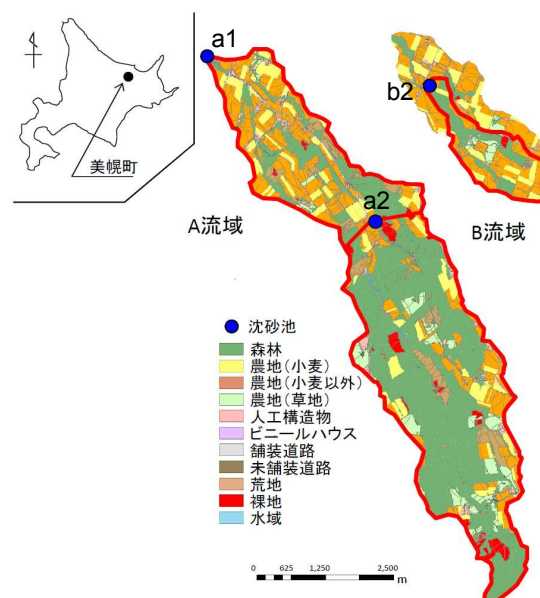 a1
b2
美幌町
a2
A流域
B流域
沈砂池
森林
農地(小麦)
農地(小麦以外)
農地(草地)
人工構造物
ビニールハウス
舗装道路
未舗装道路
荒地
裸地
水域
0 625 1,250 2,500
m